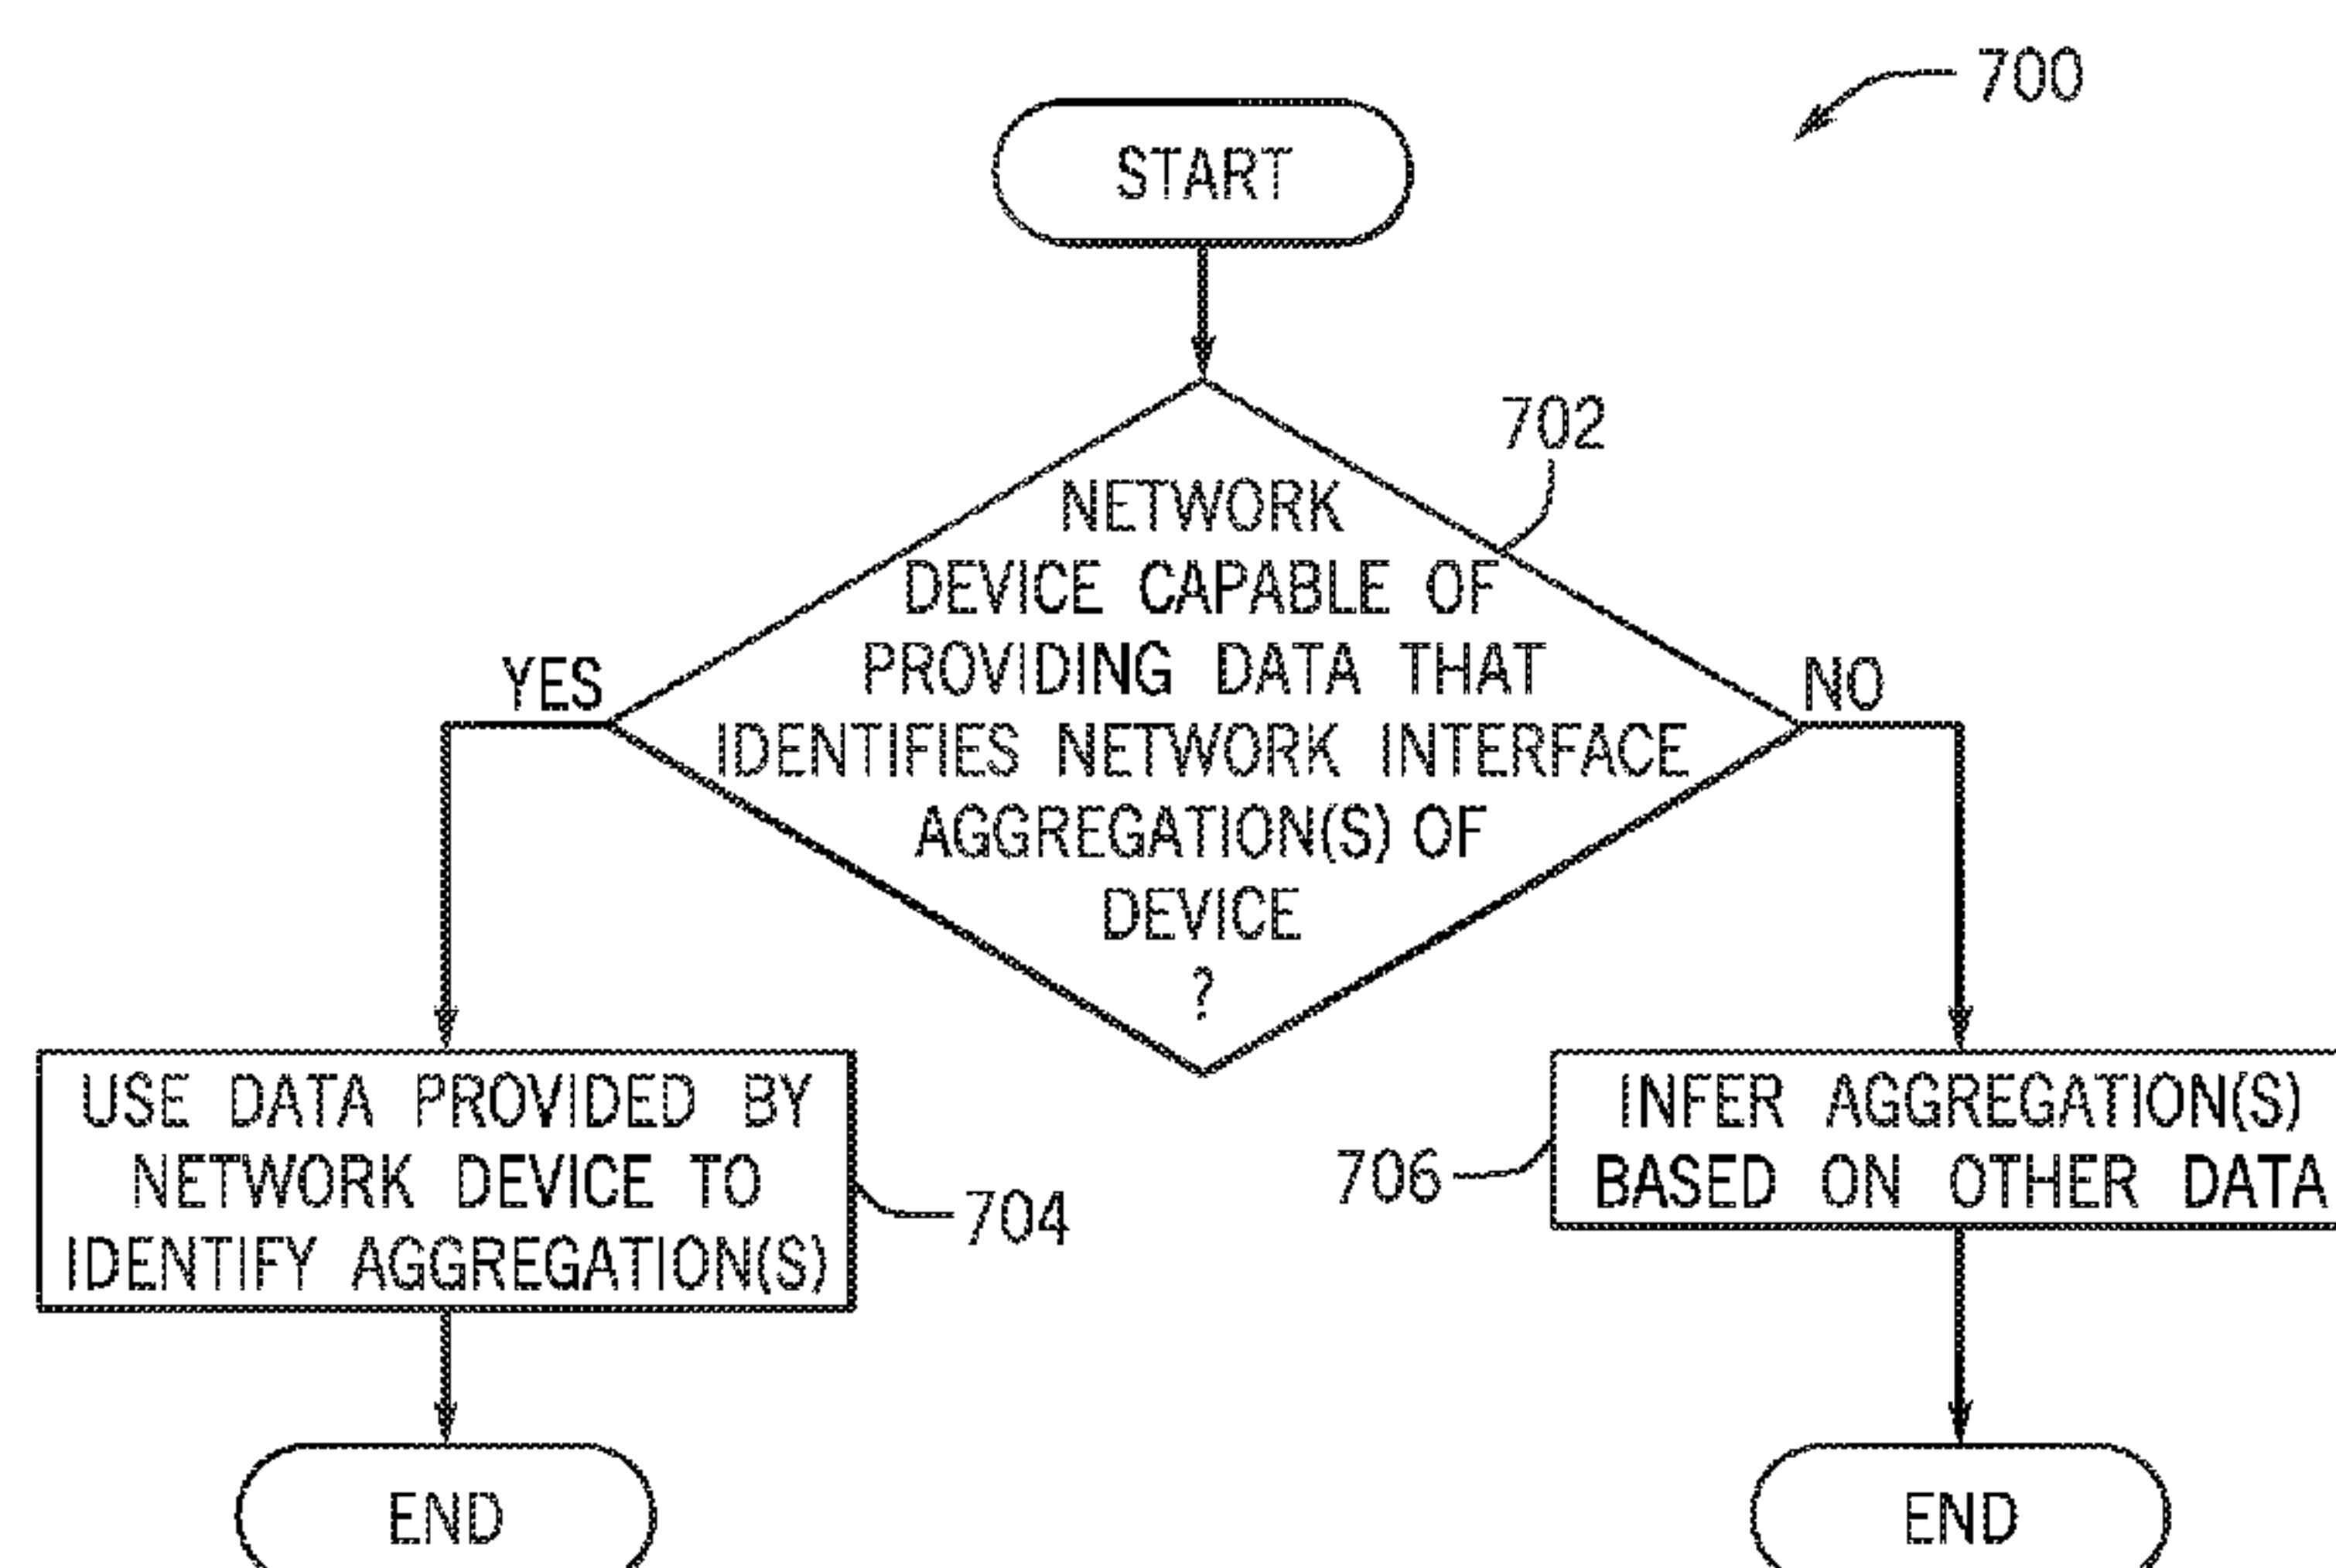 700
START
702
NETWORK
DEVICE CAPABLE OF
PROVIDING DATA THAT
IDENTIFIES NETWORK INTERFACE
AGGREGATION(S) OF
DEVICE
?
YES
NO
USE DATA PROVIDED BY
NETWORK DEVICE TO
IDENTIFY AGGREGATION(S)
704
706
INFER AGGREGATION(S)
BASED ON OTHER DATA
END
END